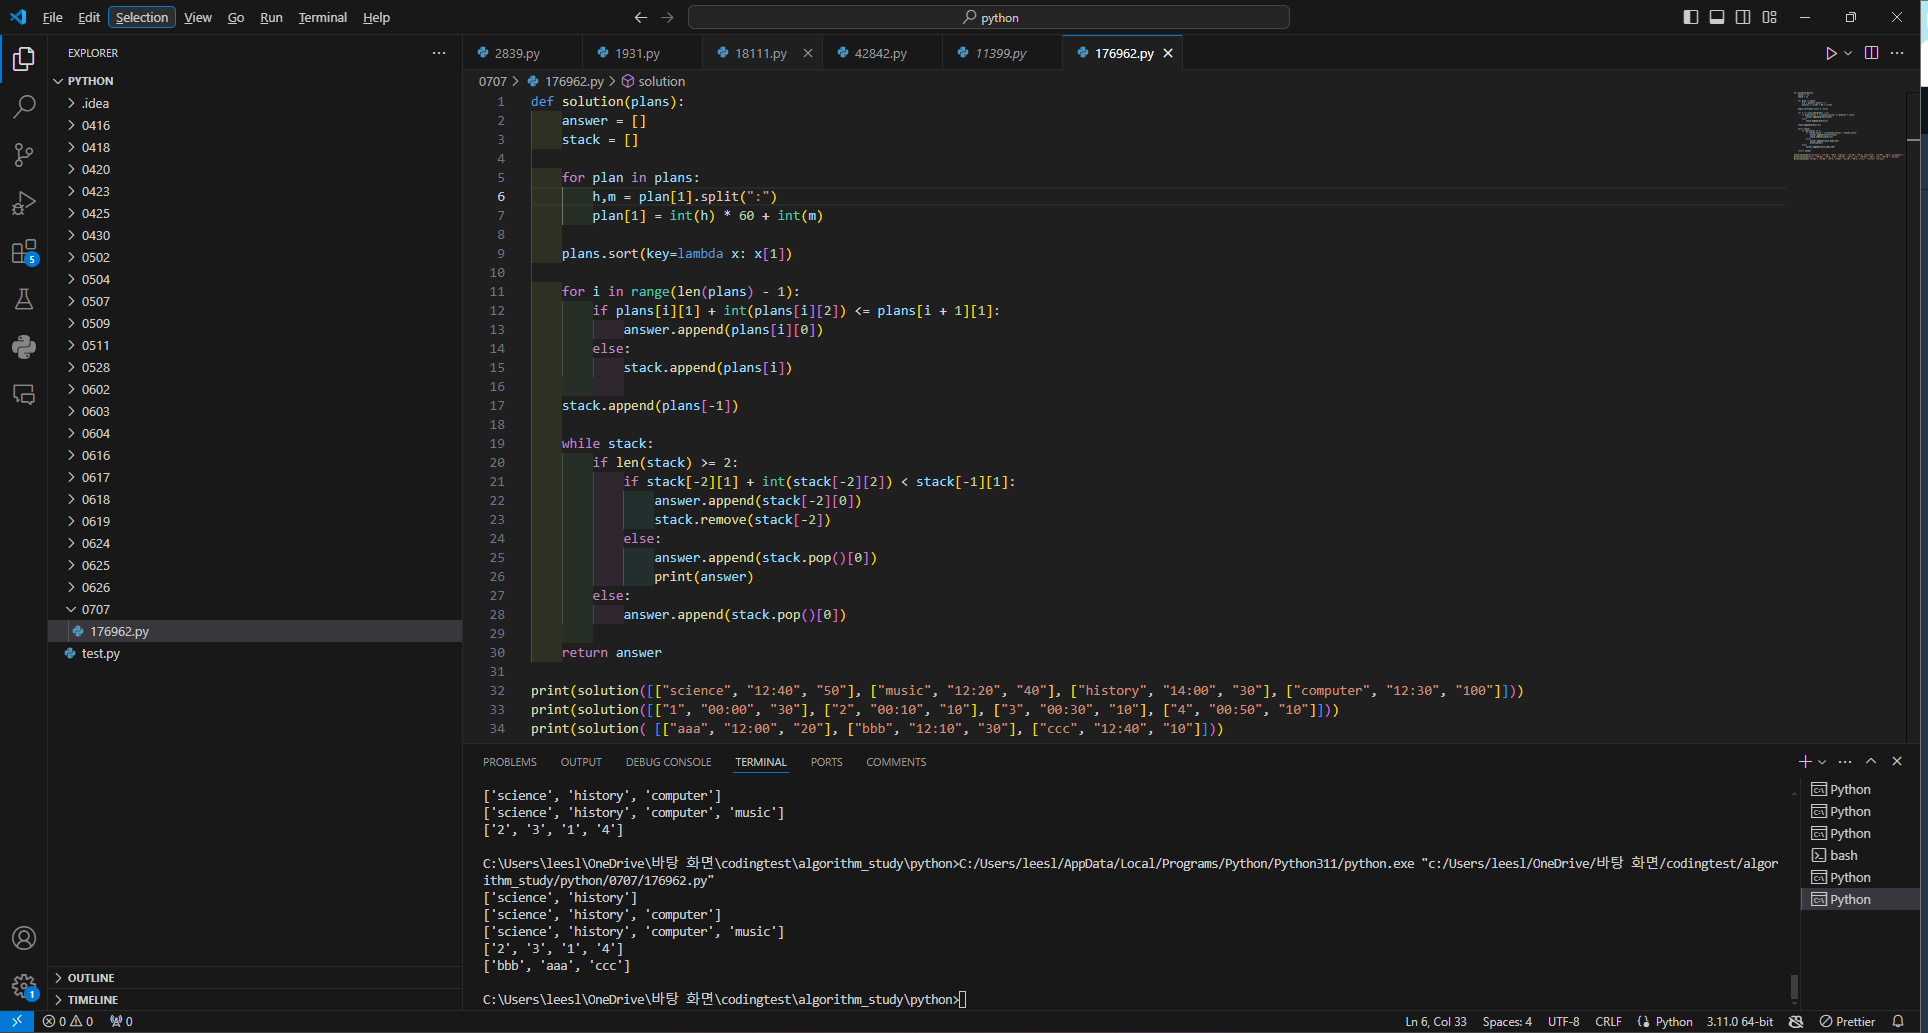 File Edit Selection View Go Run Terminal Help
python
EXPLORER
PYTHON
.idea
0416
0418
0420
0423
0425
0430
0502
0504
0507
0509
0511
0528
0602
0603
0604
0616
0617
0618
0619
0624
0625
0626
0707
176962.py
test.py
OUTLINE
TIMELINE
5
1
2839.py 1931.py 18111.py 42842.py 11399.py 176962.py
0707 > 176962.py > solution
1 def solution(plans):
2 answer = []
3 stack = []
4
5 for plan in plans:
6 h,m = plan[1].split(":")
7 plan[1] = int(h) * 60 + int(m)
8
9 plans.sort(key=lambda x: x[1])
10
11 for i in range(len(plans) - 1):
12 if plans[i][1] + int(plans[i][2]) <= plans[i + 1][1]:
13 answer.append(plans[i][0])
14 else:
15 stack.append(plans[i])
16
17 stack.append(plans[-1])
18
19 while stack:
20 if len(stack) >= 2:
21 if stack[-2][1] + int(stack[-2][2]) < stack[-1][1]:
22 answer.append(stack[-2][0])
23 stack.remove(stack[-2])
24 else:
25 answer.append(stack.pop()[0])
26 print(answer)
27 else:
28 answer.append(stack.pop()[0])
29
30 return answer
31
32 print(solution([["science", "12:40", "50"], ["music", "12:20", "40"], ["history", "14:00", "30"], ["computer", "12:30", "100"]]))
33 print(solution([["1", "00:00", "30"], ["2", "00:10", "10"], ["3", "00:30", "10"], ["4", "00:50", "10"]]))
34 print(solution( [["aaa", "12:00", "20"], ["bbb", "12:10", "30"], ["ccc", "12:40", "10"]]))
PROBLEMS OUTPUT DEBUG CONSOLE TERMINAL PORTS COMMENTS
['science', 'history', 'computer']
['science', 'history', 'computer', 'music']
['2', '3', '1', '4']
C:\Users\leesl\OneDrive\바탕 화면\codingtest\algorithm_study\python>C:/Users/leesl/AppData/Local/Programs/Python/Python311/python.exe "c:/Users/leesl/OneDrive/바탕 화면/codingtest/algor
ithm_study/python/0707/176962.py"
['science', 'history']
['science', 'history', 'computer']
['science', 'history', 'computer', 'music']
['2', '3', '1', '4']
['bbb', 'aaa', 'ccc']
C:\Users\leesl\OneDrive\바탕 화면\codingtest\algorithm_study\python>
Python
Python
Python
bash
Python
Python
0 0 0
Ln 6, Col 33 Spaces: 4 UTF-8 CRLF Python 3.11.0 64-bit Prettier